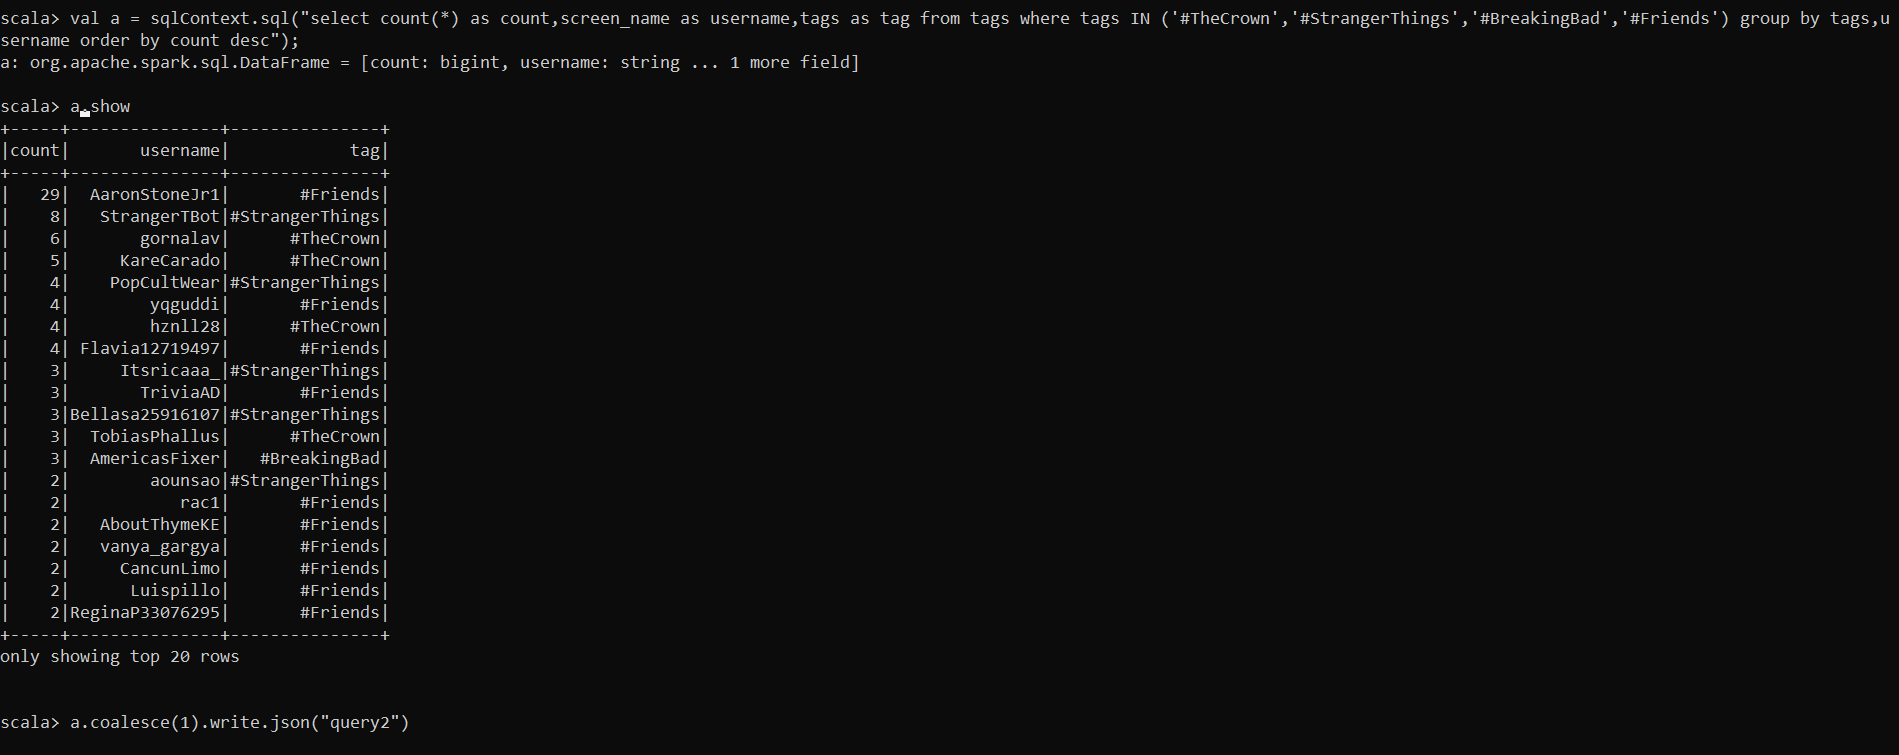 scala> val a = sqlContext.sql("select count(*) as count,screen_name as username,tags as tag from tags where tags IN ('#TheCrown','#StrangerThings','#BreakingBad','#Friends') group by tags,u
sername order by count desc");
a: org.apache.spark.sql.DataFrame = [count: bigint, username: string ... 1 more field]

scala> a.show
+-----+---------------+---------------+
|count|       username|            tag|
+-----+---------------+---------------+
|   29|  AaronStoneJr1|       #Friends|
|    8|   StrangerTBot|#StrangerThings|
|    6|       gornalav|      #TheCrown|
|    5|     KareCarado|      #TheCrown|
|    4|    PopCultWear|#StrangerThings|
|    4|        yqguddi|       #Friends|
|    4|        hznll28|      #TheCrown|
|    4| Flavia12719497|       #Friends|
|    3|     Itsricaaa_|#StrangerThings|
|    3|       TriviaAD|       #Friends|
|    3|Bellasa25916107|#StrangerThings|
|    3|  TobiasPhallus|      #TheCrown|
|    3|  AmericasFixer|   #BreakingBad|
|    2|        aounsao|#StrangerThings|
|    2|           rac1|       #Friends|
|    2|   AboutThymeKE|       #Friends|
|    2|   vanya_gargya|       #Friends|
|    2|     CancunLimo|       #Friends|
|    2|      Luispillo|       #Friends|
|    2|ReginaP33076295|       #Friends|
+-----+---------------+---------------+
only showing top 20 rows

scala> a.coalesce(1).write.json("query2")